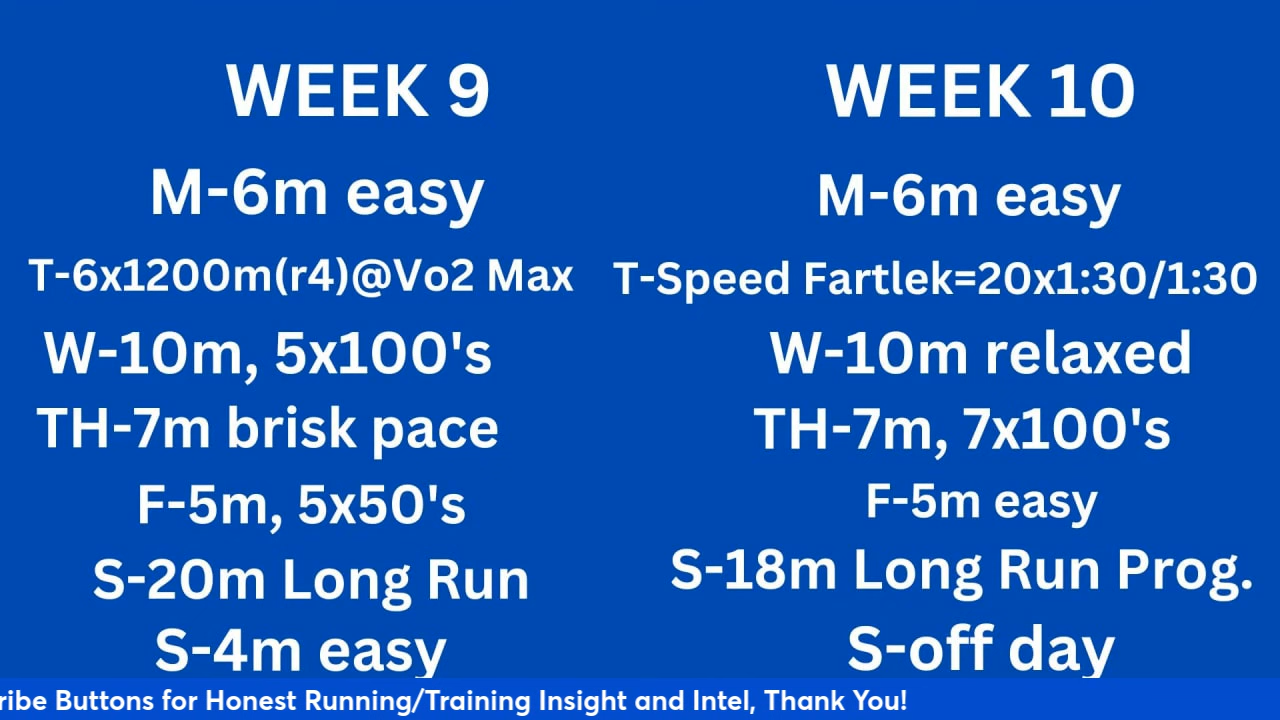 WEEK 9
M-6m easy
T-6x1200m(r4)@Vo2 Max
W-10m, 5x100's
TH-7m brisk pace
F-5m, 5x50's
S-20m Long Run
S-4m easy
WEEK 10
M-6m easy
T-Speed Fartlek=20x1:30/1:30
W-10m relaxed
TH-7m, 7x100's
F-5m easy
S-18m Long Run Prog.
S-off day
ribe Buttons for Honest Running/Training Insight and Intel, Thank You!